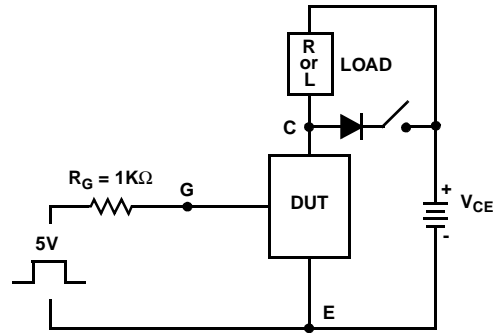 R
or
L
LOAD
C
R_G = 1KΩ
G
DUT
+
V_CE
-
5V
E